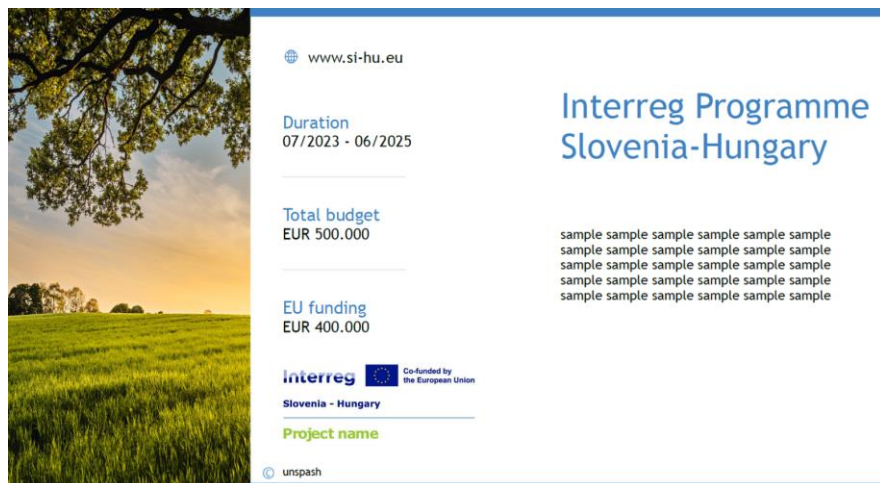 www.si-hu.eu
Duration
07/2023 - 06/2025
Total budget
EUR 500.000
EU funding
EUR 400.000
Interreg
Co-funded by
the European Union
Slovenia - Hungary
Project name
© unspash
Interreg Programme
Slovenia-Hungary
sample sample sample sample sample sample
sample sample sample sample sample sample
sample sample sample sample sample sample
sample sample sample sample sample sample
sample sample sample sample sample sample